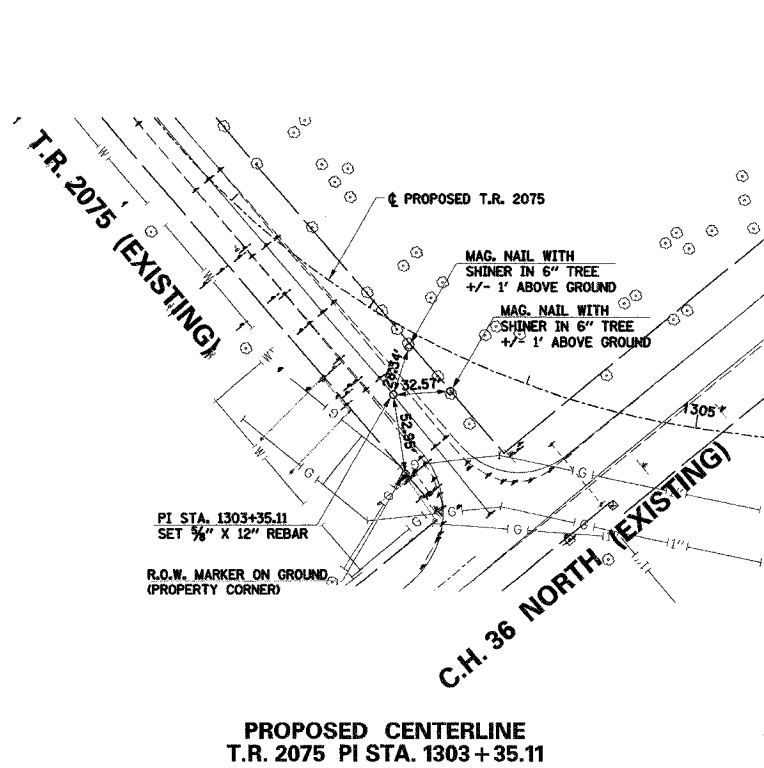 T.R. 2075 (EXISTING)
℄ PROPOSED T.R. 2075
MAG. NAIL WITH
SHINER IN 6" TREE
+/- 1' ABOVE GROUND
MAG. NAIL WITH
SHINER IN 6" TREE
+/- 1' ABOVE GROUND
W
W
W
W
32.57'
52.95'
1305
G
G
G
G
G
G
G
G
G
1"
PI STA. 1303+35.11
SET ⅝" X 12" REBAR
R.O.W. MARKER ON GROUND
(PROPERTY CORNER)
C.H. 36 NORTH (EXISTING)
PROPOSED CENTERLINE
T.R. 2075 PI STA. 1303+35.11